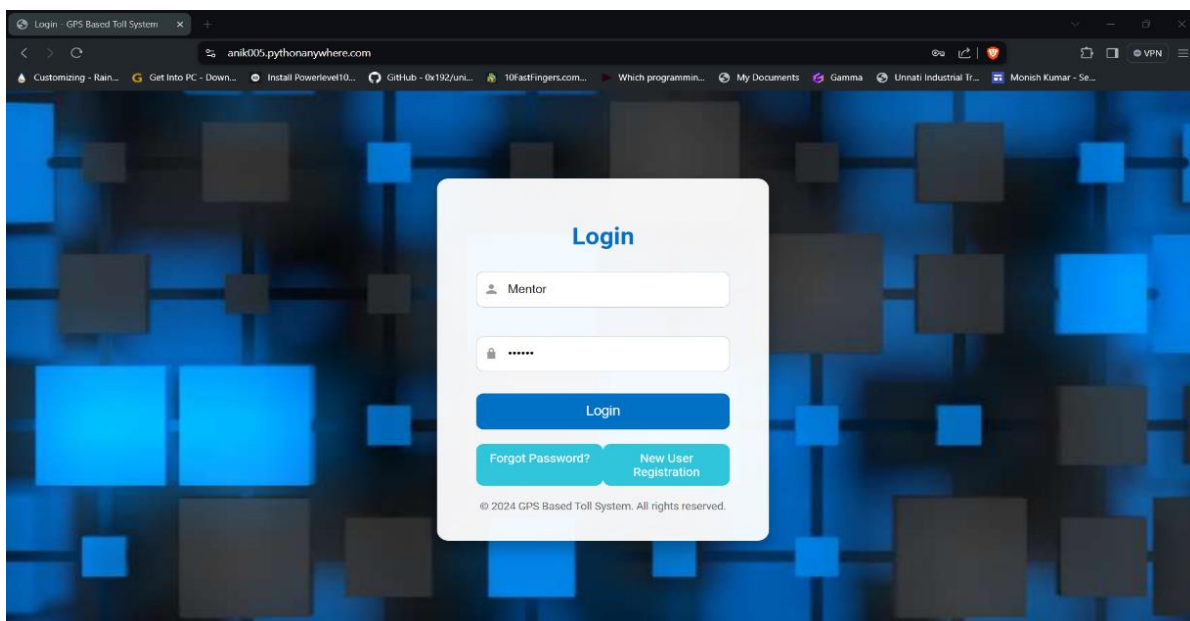 Login - GPS Based Toll System
anik005.pythonanywhere.com
VPN
Customizing - Rain... Get Into PC - Down... Install Powerlevel10... GitHub - 0x192/uni... 10FastFingers.com... Which programmin... My Documents Gamma Unnati Industrial Tr... Monish Kumar - Se...
Login
Mentor
••••••
Login
Forgot Password? New User
Registration
© 2024 GPS Based Toll System. All rights reserved.